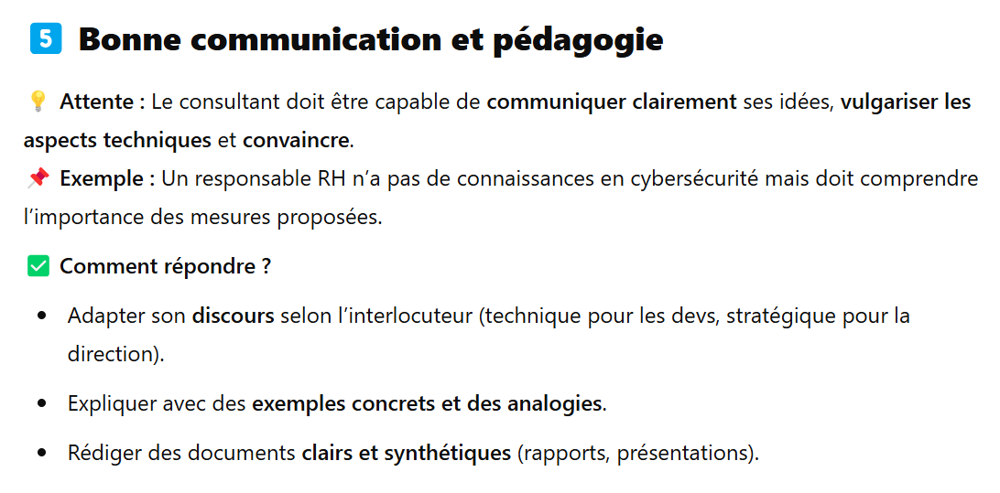 5️⃣ Bonne communication et pédagogie
💡 Attente : Le consultant doit être capable de communiquer clairement ses idées, vulgariser les
aspects techniques et convaincre.
📌 Exemple : Un responsable RH n’a pas de connaissances en cybersécurité mais doit comprendre
l’importance des mesures proposées.
✅ Comment répondre ?
• Adapter son discours selon l’interlocuteur (technique pour les devs, stratégique pour la
direction).
• Expliquer avec des exemples concrets et des analogies.
• Rédiger des documents clairs et synthétiques (rapports, présentations).